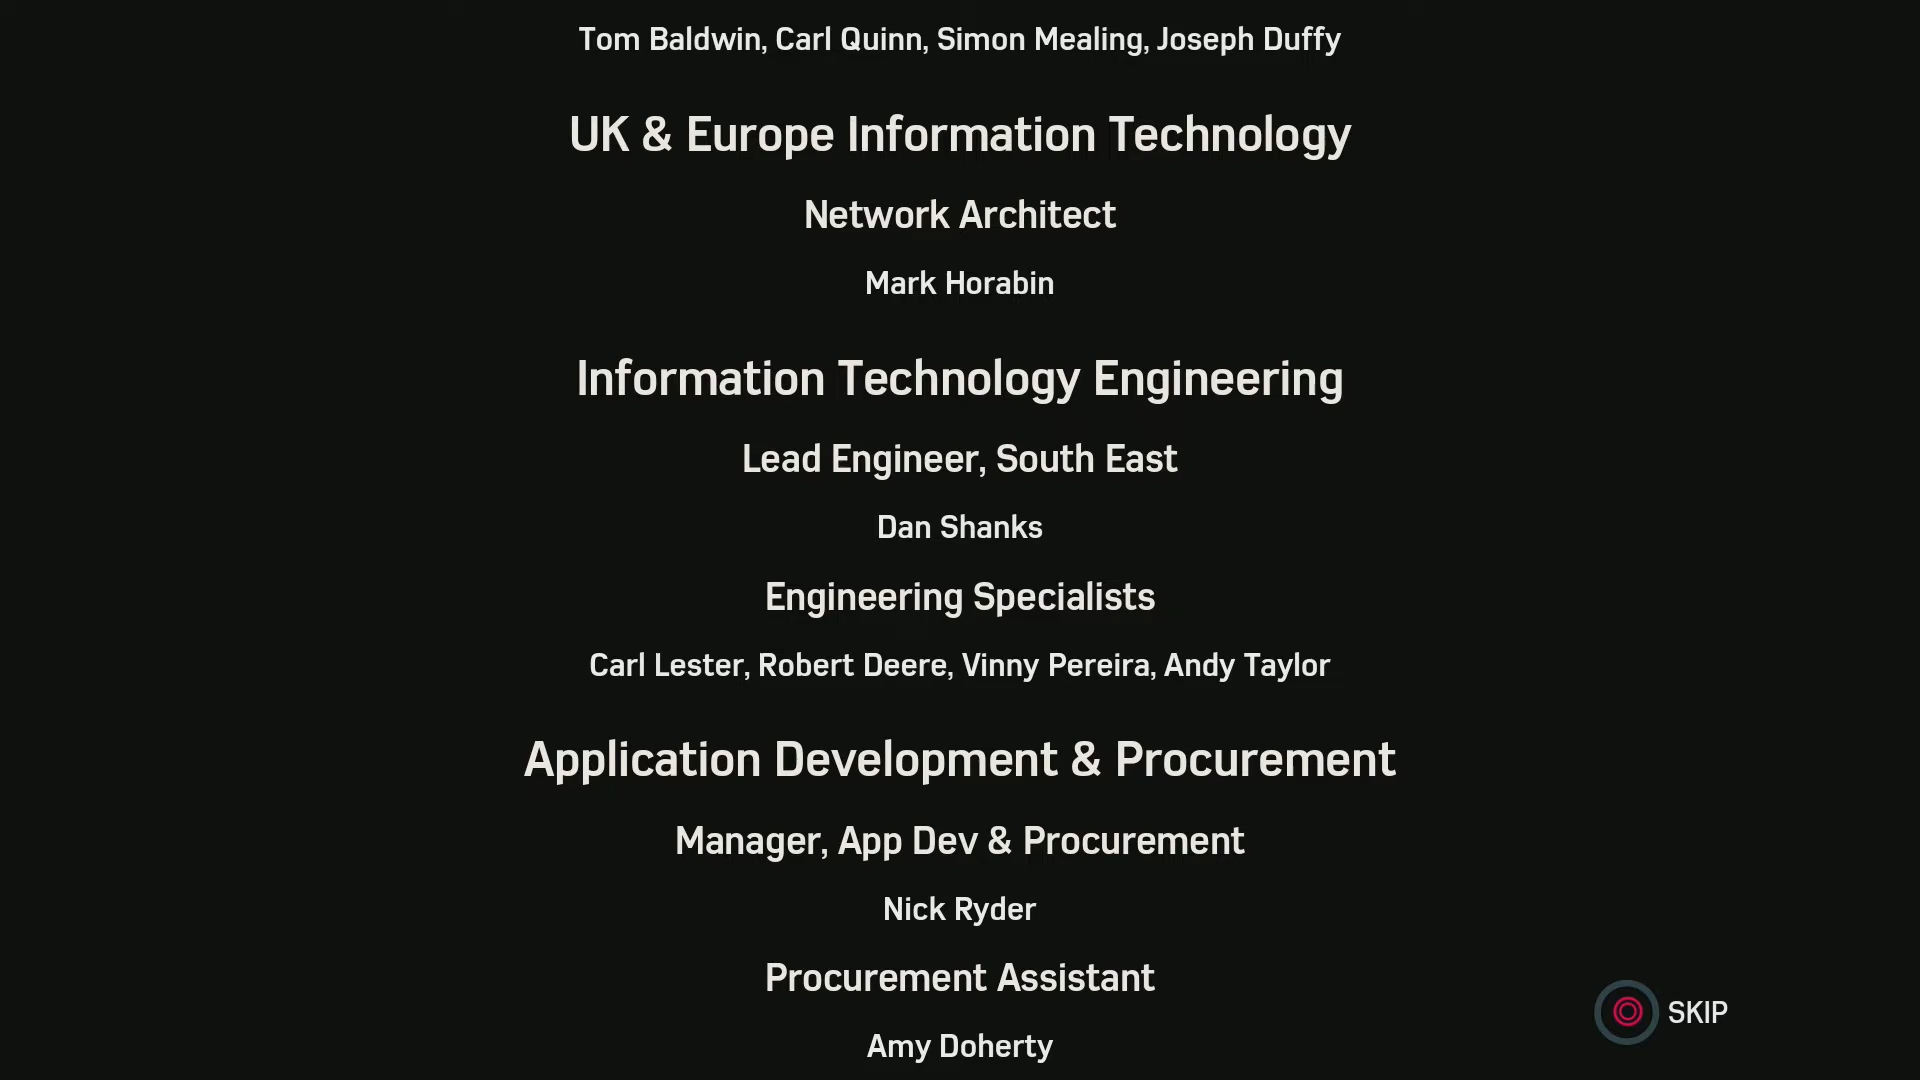 Tom Baldwin, Carl Quinn, Simon Mealing, Joseph Duffy
UK & Europe Information Technology
Network Architect
Mark Horabin
Information Technology Engineering
Lead Engineer, South East
Dan Shanks
Engineering Specialists
Carl Lester, Robert Deere, Vinny Pereira, Andy Taylor
Application Development & Procurement
Manager, App Dev & Procurement
Nick Ryder
Procurement Assistant
SKIP
Amy Doherty